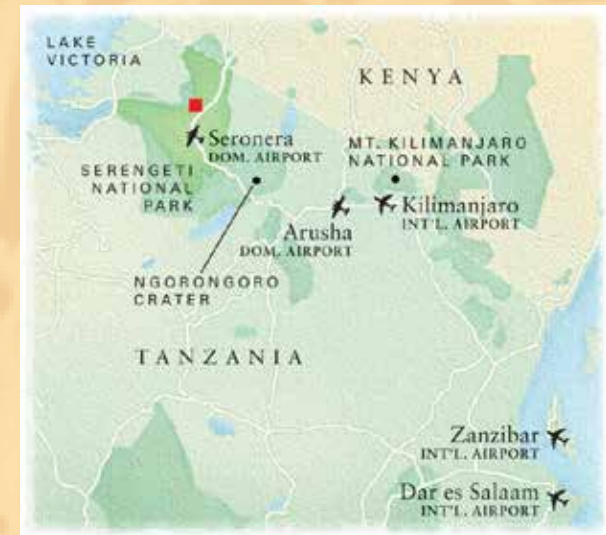 LAKE
VICTORIA
KENYA
Seronera
DOM. AIRPORT
MT. KILIMANJARO
NATIONAL PARK
SERENGETI
NATIONAL
PARK
Kilimanjaro
INT'L. AIRPORT
Arusha
DOM. AIRPORT
NGORONGORO
CRATER
TANZANIA
Zanzibar
INT'L. AIRPORT
Dar es Salaam
INT'L. AIRPORT